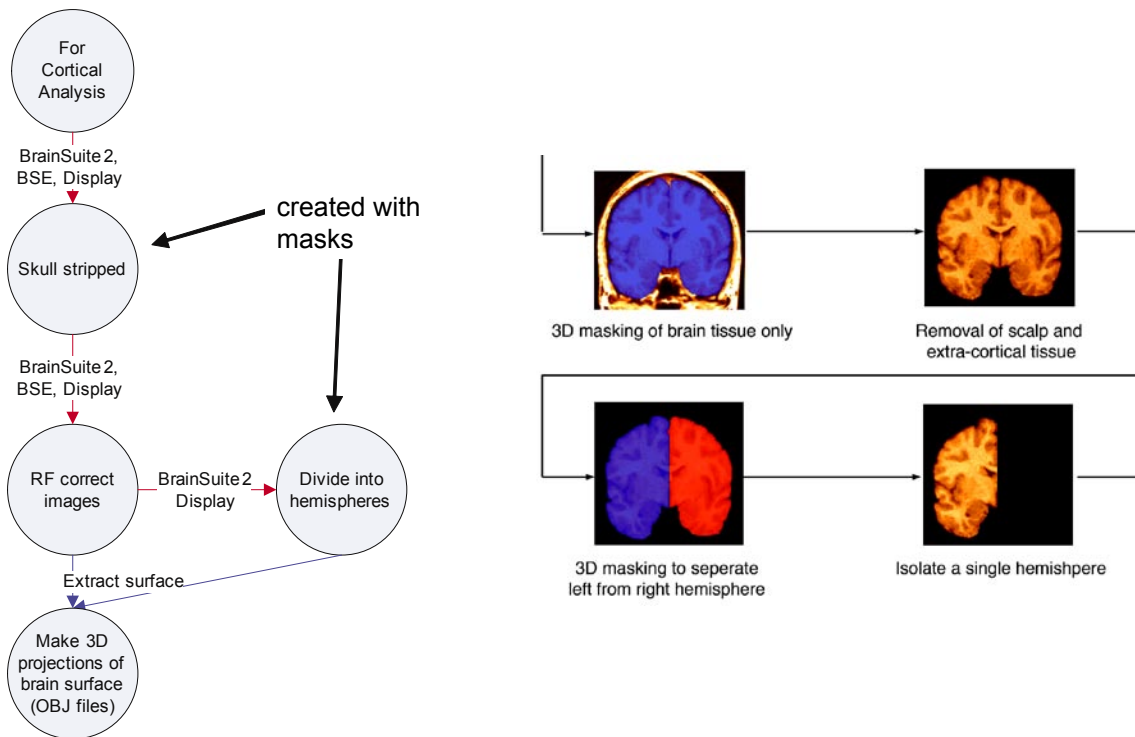 For
Cortical
Analysis
BrainSuite 2,
BSE, Display
created with
masks
Skull stripped
BrainSuite 2,
BSE, Display
RF correct
images
BrainSuite 2
Display
Divide into
hemispheres
Extract surface
Make 3D
projections of
brain surface
(OBJ files)
3D masking of brain tissue only
Removal of scalp and
extra-cortical tissue
3D masking to seperate
left from right hemisphere
Isolate a single hemishpere